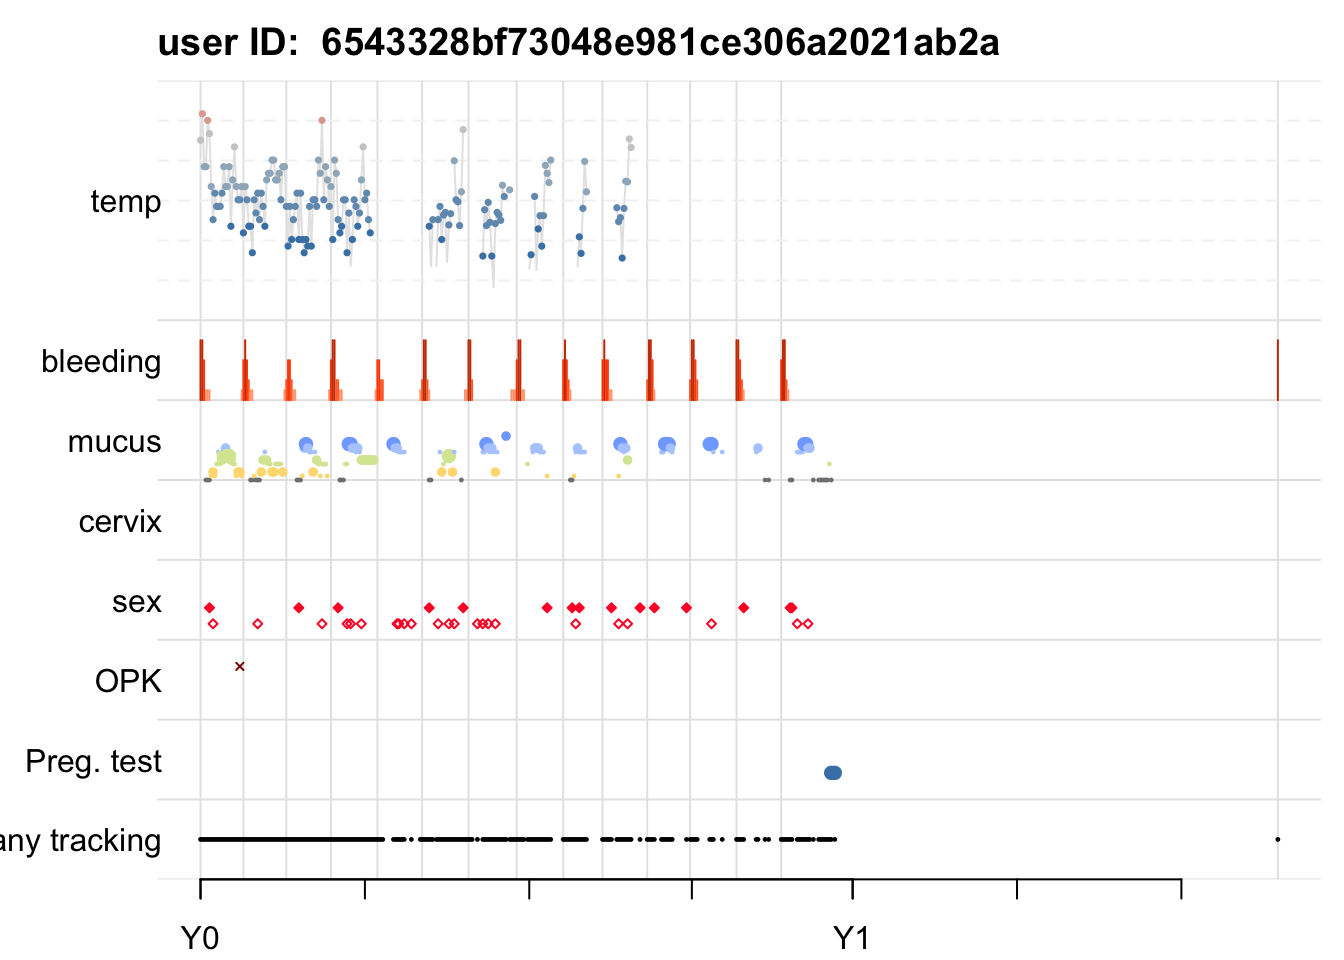 user ID: 6543328bf73048e981ce306a2021ab2a
temp
bleeding
mucus
cervix
sex
OPK
Preg. test
any tracking
Y0 Y1